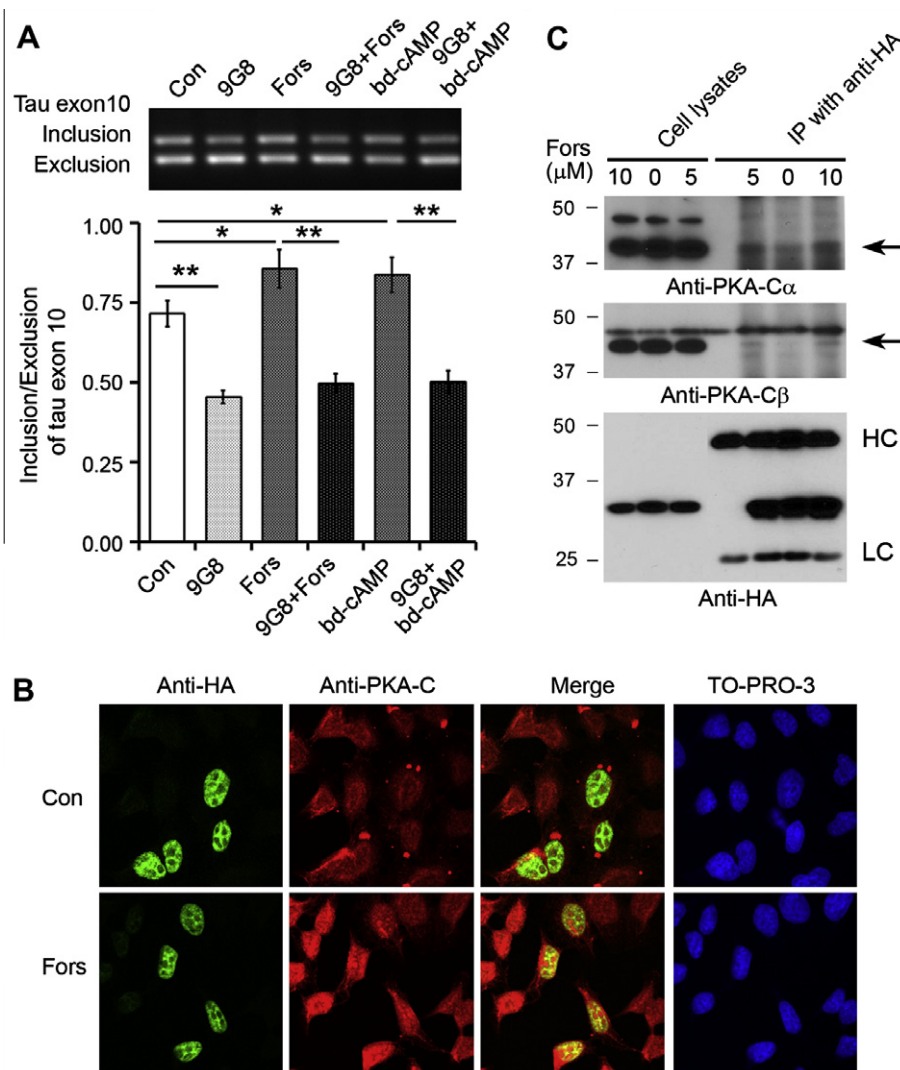 A
Con 9G8 Fors 9G8+Fors bd-cAMP 9G8+ bd-cAMP
Tau exon10
Inclusion
Exclusion
Inclusion/Exclusion
of tau exon 10
1.00
0.75
0.50
0.25
0.00
* ** * ** * **
Con 9G8 Fors 9G8+Fors bd-cAMP 9G8+ bd-cAMP
C
Cell lysates IP with anti-HA
Fors
(μM) 10 0 5 5 0 10
50
37
Anti-PKA-Cα
50
37
Anti-PKA-Cβ
50 HC
37
25 LC
Anti-HA
B
Anti-HA Anti-PKA-C Merge TO-PRO-3
Con
Fors